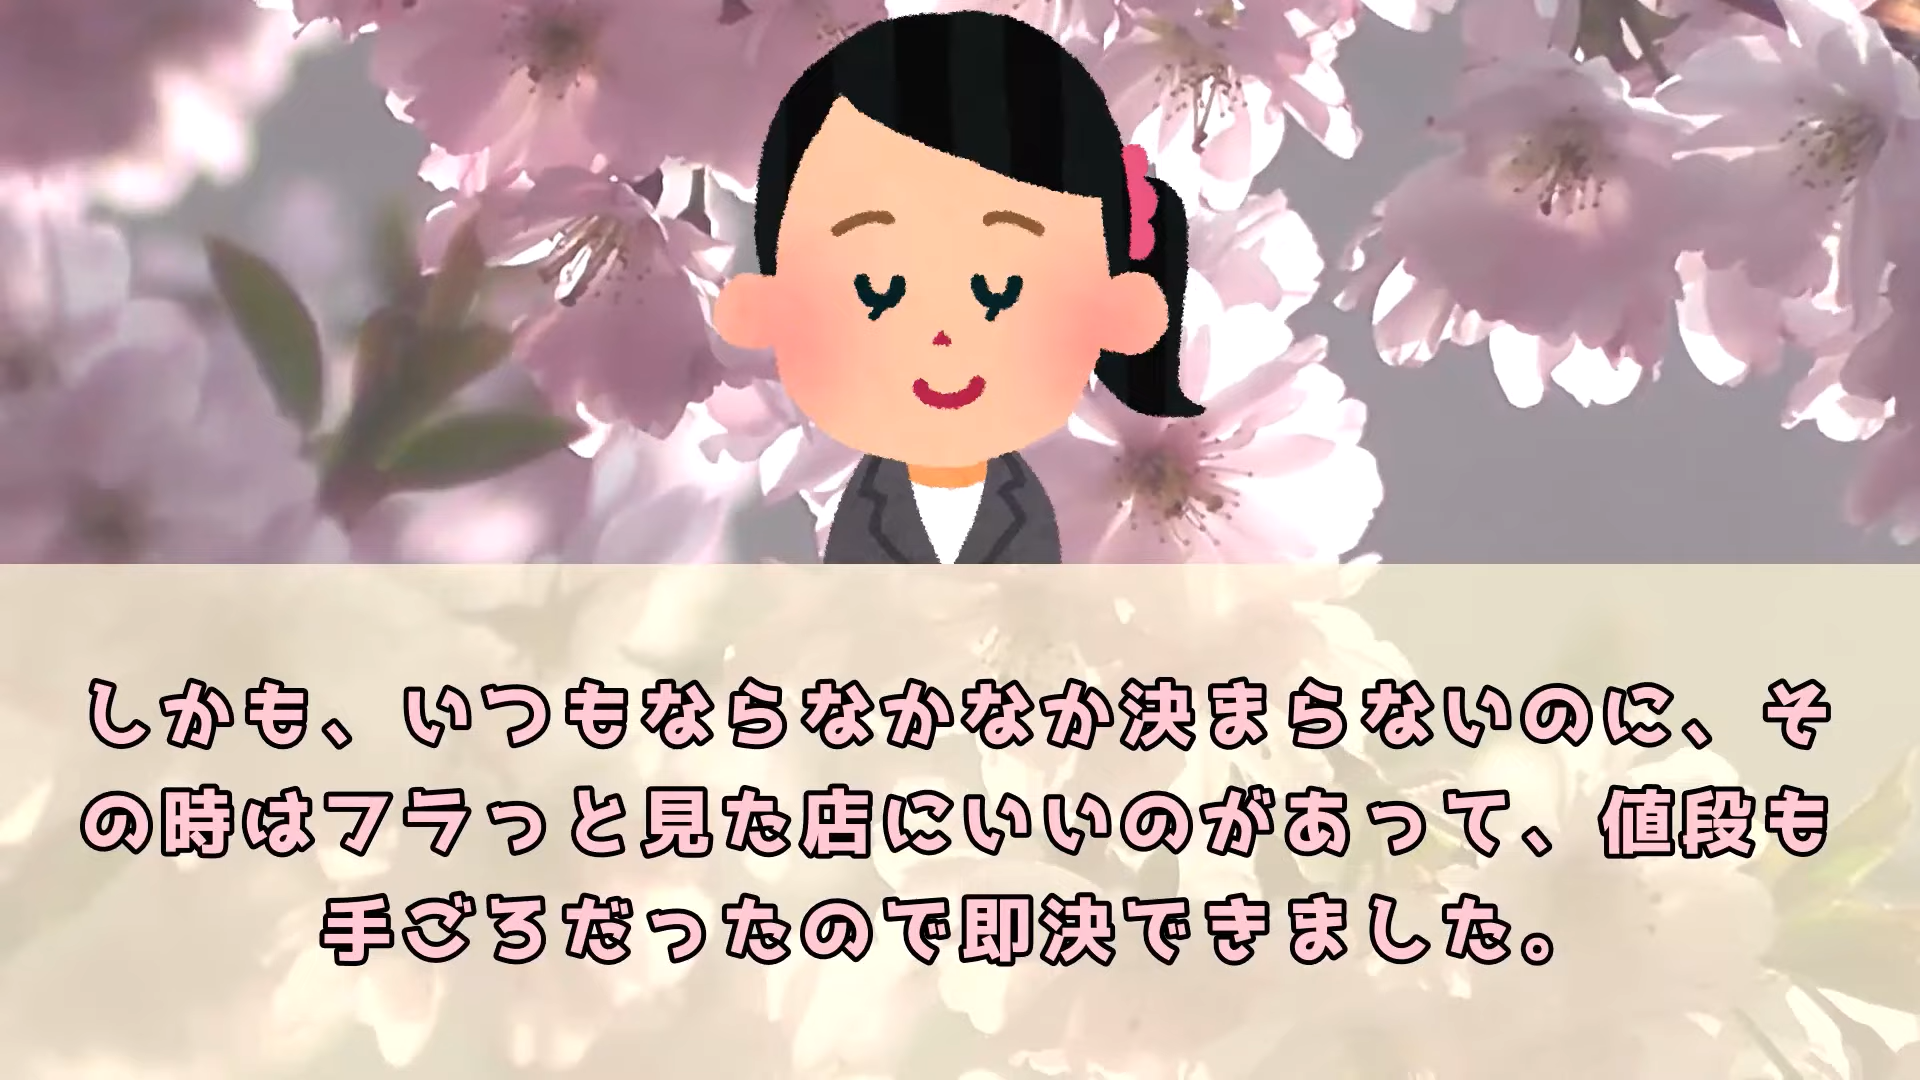 しかも、いつもならなかなか決まらないのに、そ
の時はフラっと見た店にいいのがあって、値段も
手ごろだったので即決できました。